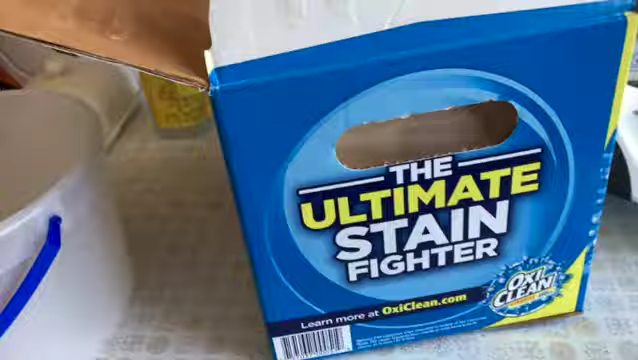 THE
ULTIMATE
STAIN
FIGHTER
Learn more at OxiClean.com
OXI
CLEAN